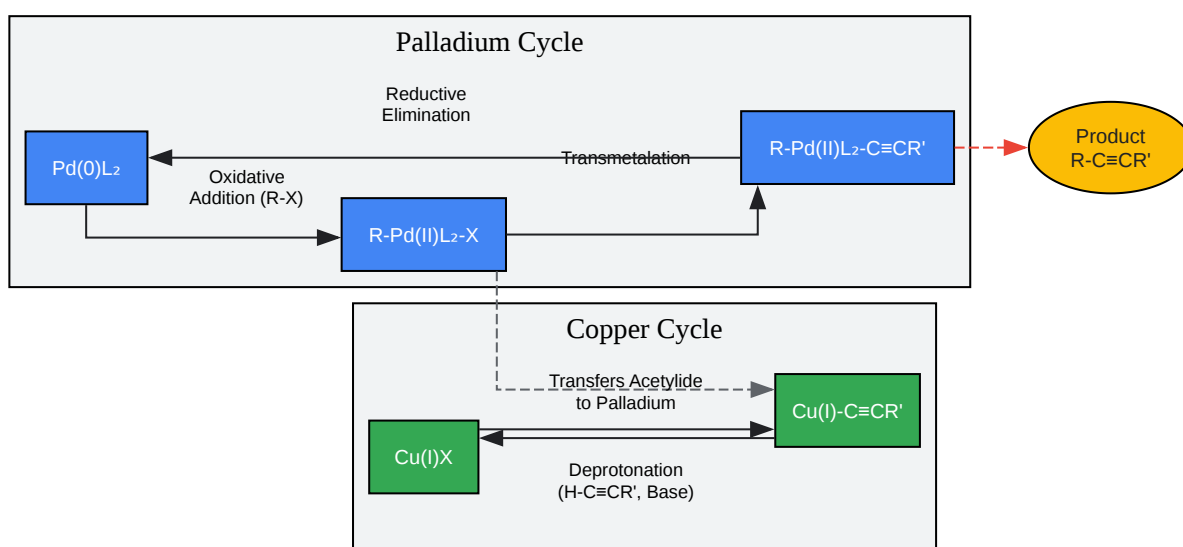 Palladium Cycle
Reductive
Elimination
Pd(0)L₂
Oxidative
Addition (R-X)
R-Pd(II)L₂-X
Transmetalation
R-Pd(II)L₂-C≡CR'
Product
R-C≡CR'
Copper Cycle
Transfers Acetylide
to Palladium
Cu(I)-C≡CR'
Cu(I)X
Deprotonation
(H-C≡CR', Base)